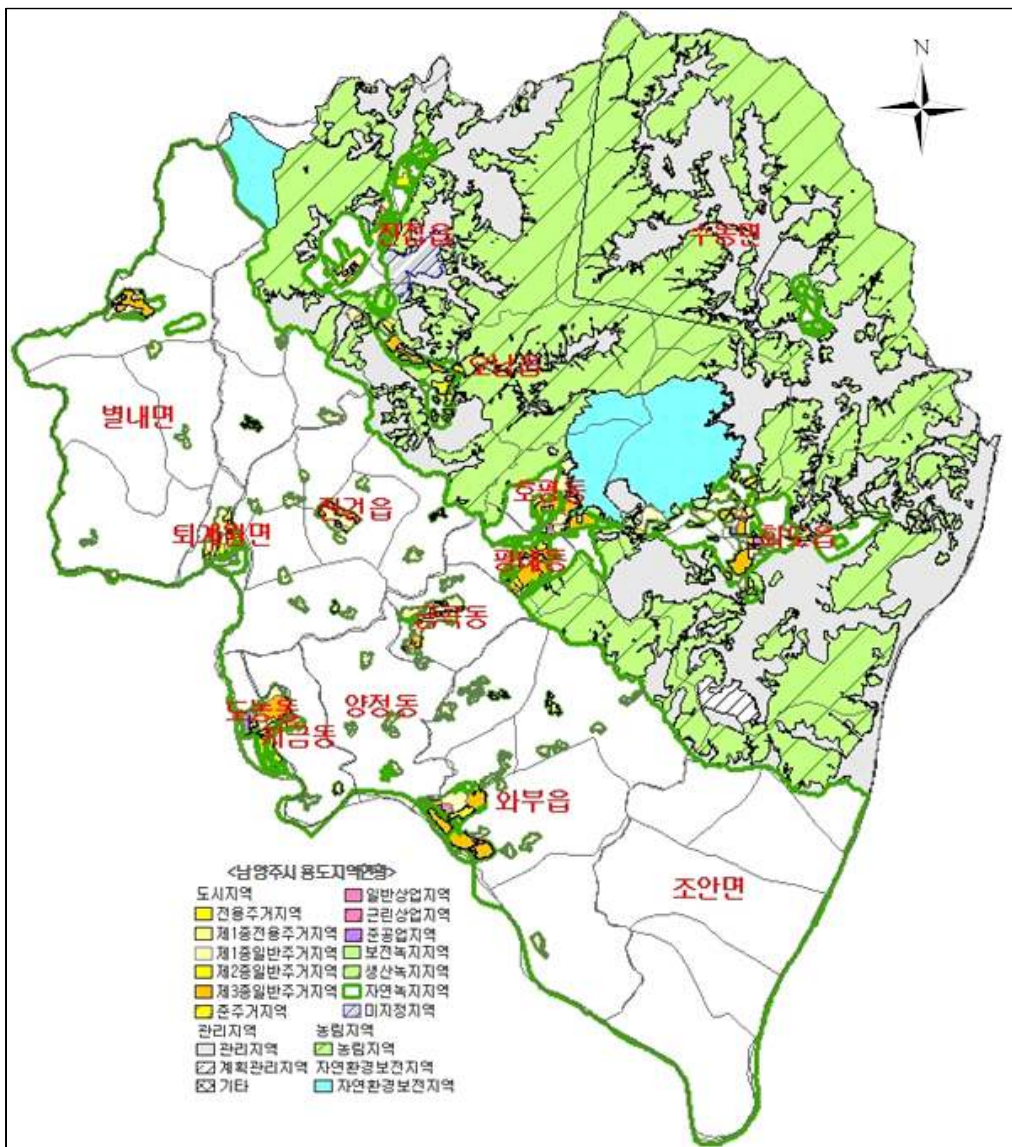 N
진접읍
수동면
오남읍
별내면
호평동
진건읍
퇴계원면
평내동
화도읍
금곡동
양정동
도농동
지금동
와부읍
조안면
<남양주시 용도지역현황>
도시지역
전용주거지역
제1종전용주거지역
제1종일반주거지역
제2종일반주거지역
제3종일반주거지역
준주거지역
일반상업지역
근린상업지역
준공업지역
보전녹지지역
생산녹지지역
자연녹지지역
미지정지역
관리지역
관리지역
계획관리지역
기타
농림지역
농림지역
자연환경보전지역
자연환경보전지역